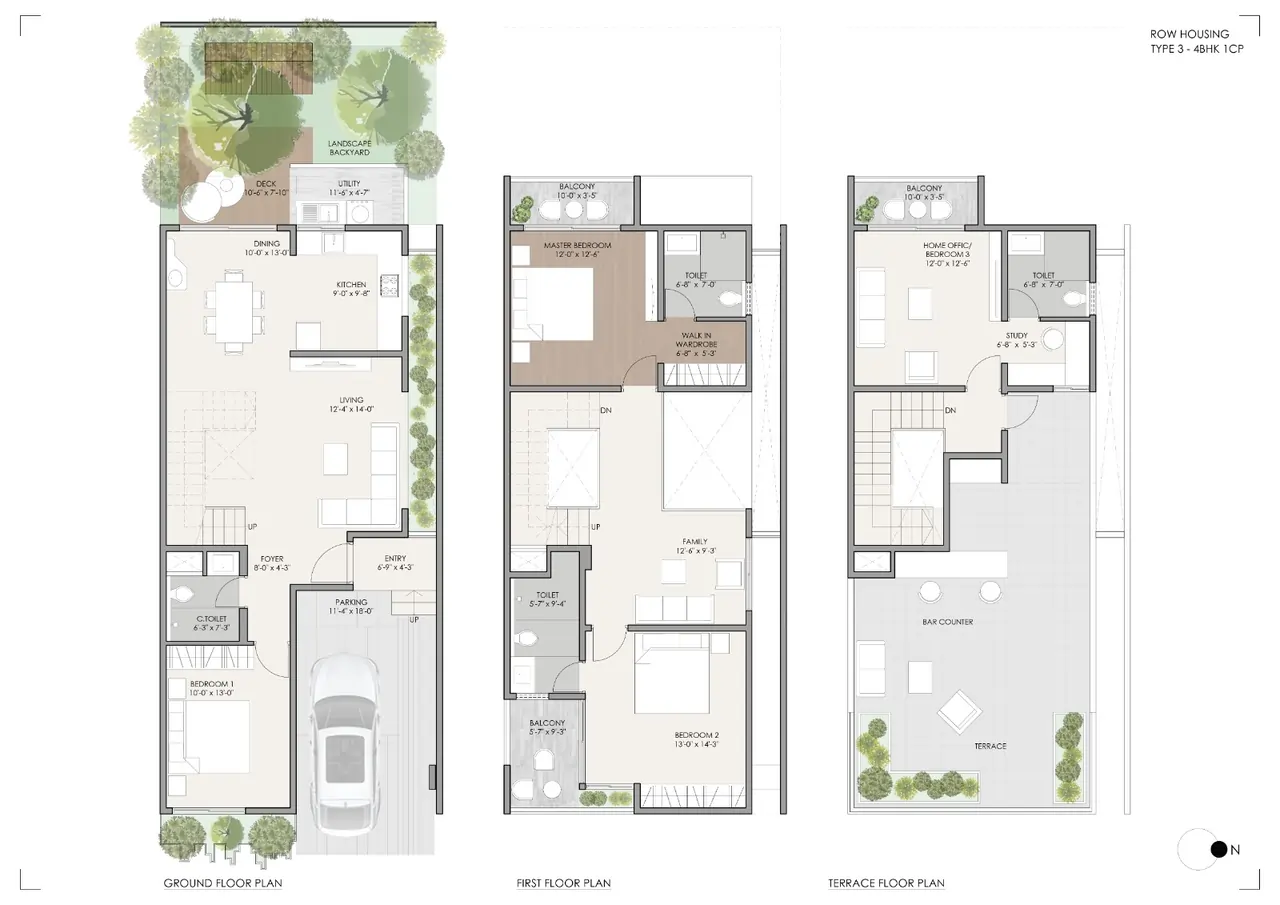 ROW HOUSING
TYPE 3 - 4BHK 1CP
LANDSCAPE
BACKYARD
DECK
10'-6" x 7'-10"
UTILITY
11'-6" x 4'-7"
DINING
10'-0" x 13'-0"
KITCHEN
9'-0" x 9'-8"
LIVING
12'-4" x 14'-0"
UP
FOYER
8'-0" x 4'-3"
ENTRY
6'-9" x 4'-3"
PARKING
11'-4" x 18'-0"
UP
C.TOILET
6'-3" x 7'-3"
BEDROOM 1
10'-0" x 13'-0"
GROUND FLOOR PLAN
BALCONY
10'-0" x 3'-5"
MASTER BEDROOM
12'-0" x 12'-6"
TOILET
6'-8" x 7'-0"
WALK IN
WARDROBE
6'-8" x 5'-3"
DN
UP
FAMILY
12'-6" x 9'-3"
TOILET
5'-7" x 9'-4"
BALCONY
5'-7" x 9'-3"
BEDROOM 2
13'-0" x 14'-3"
FIRST FLOOR PLAN
BALCONY
10'-0" x 3'-5"
HOME OFFIC/
BEDROOM 3
12'-0" x 12'-6"
TOILET
6'-8" x 7'-0"
STUDY
6'-8" x 5'-3"
DN
BAR COUNTER
TERRACE
TERRACE FLOOR PLAN
N